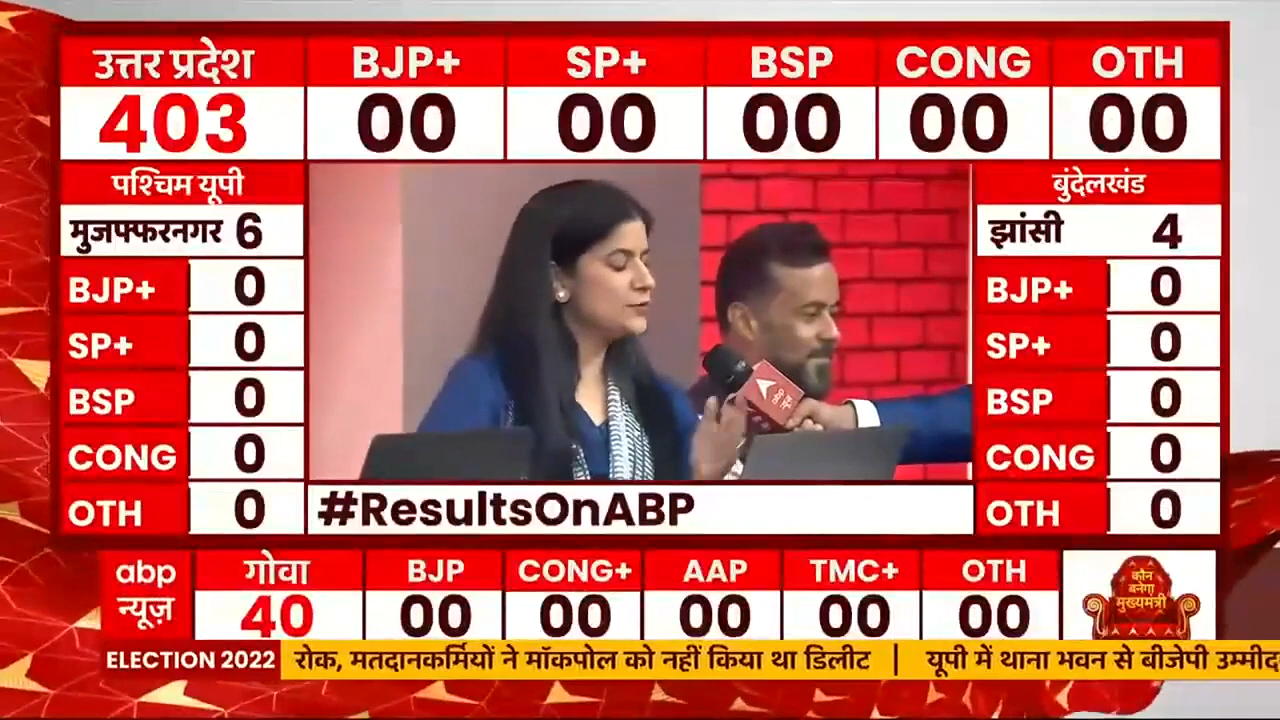 उत्तर प्रदेश BJP+ SP+ BSP CONG OTH
403 00 00 00 00 00
पश्चिम यूपी
मुजफ्फरनगर 6
BJP+ 0
SP+ 0
BSP 0
CONG 0
OTH 0
बुंदेलखंड
झांसी 4
BJP+ 0
SP+ 0
BSP 0
CONG 0
OTH 0
abp
न्यूज़
#ResultsOnABP
abp
न्यूज़
गोवा BJP CONG+ AAP TMC+ OTH
40 00 00 00 00 00
कौन
बनेगा
मुख्यमंत्री
ELECTION 2022 रोक, मतदानकर्मियों ने मॉकपोल को नहीं किया था डिलीट | यूपी में थाना भवन से बीजेपी उम्मीद